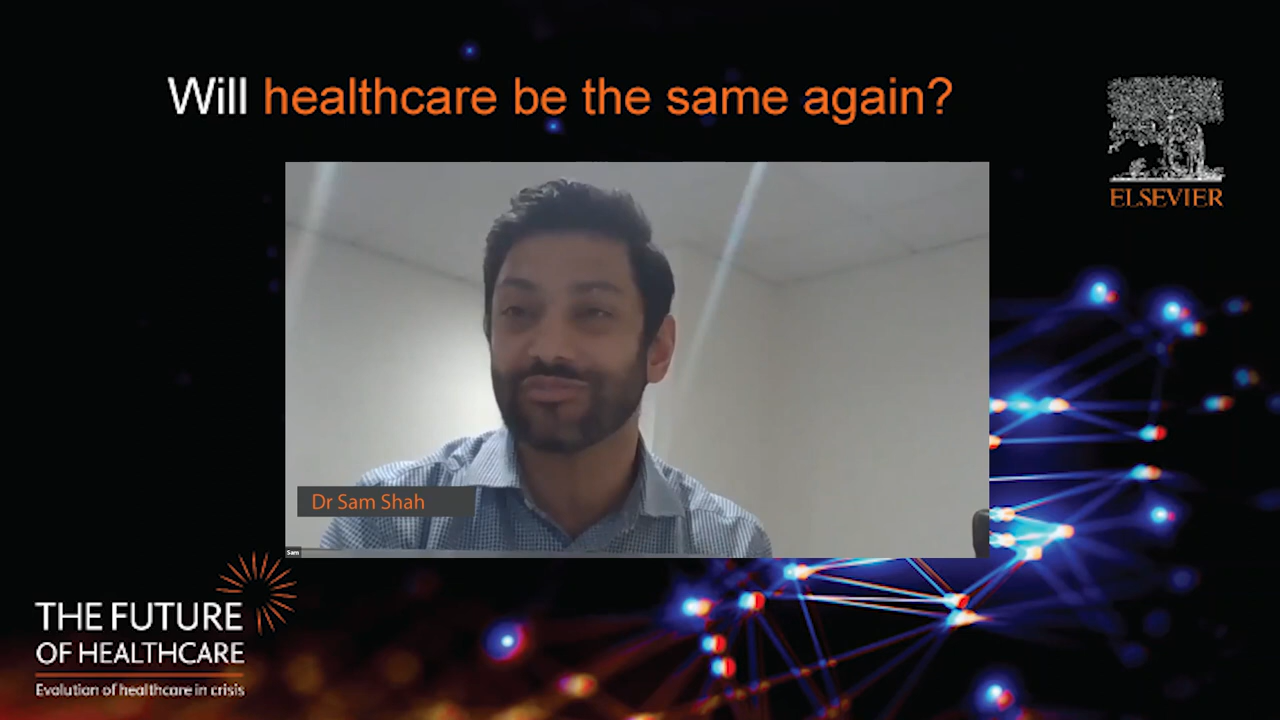 Will healthcare be the same again?
ELSEVIER
Dr Sam Shah
Sam
THE FUTURE
OF HEALTHCARE
Evolution of healthcare in crisis